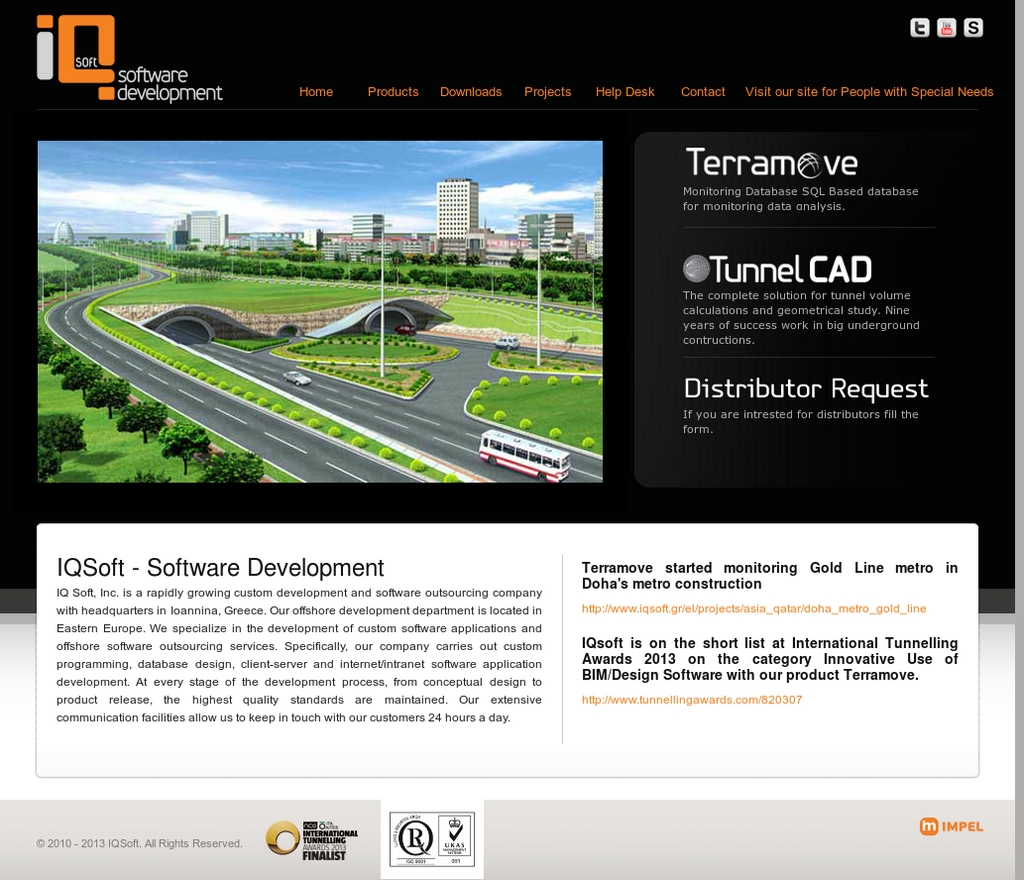 iQ
soft
software
development
Home Products Downloads Projects Help Desk Contact Visit our site for People with Special Needs
Terramove
Monitoring Database SQL Based database
for monitoring data analysis.
Tunnel CAD
The complete solution for tunnel volume
calculations and geometrical study. Nine
years of success work in big underground
contructions.
Distributor Request
If you are intrested for distributors fill the
form.
IQSoft - Software Development
IQ Soft, Inc. is a rapidly growing custom development and software outsourcing company
with headquarters in Ioannina, Greece. Our offshore development department is located in
Eastern Europe. We specialize in the development of custom software applications and
offshore software outsourcing services. Specifically, our company carries out custom
programming, database design, client-server and internet/intranet software application
development. At every stage of the development process, from conceptual design to
product release, the highest quality standards are maintained. Our extensive
communication facilities allow us to keep in touch with our customers 24 hours a day.
Terramove started monitoring Gold Line metro in
Doha's metro construction
http://www.iqsoft.gr/el/projects/asia_qatar/doha_metro_gold_line
IQsoft is on the short list at International Tunnelling
Awards 2013 on the category Innovative Use of
BIM/Design Software with our product Terramove.
http://www.tunnellingawards.com/820307
© 2010 - 2013 IQSoft. All Rights Reserved.
INTERNATIONAL
TUNNELLING
AWARDS 2013
FINALIST
R
ISO 9001
UKAS
MANAGEMENT
SYSTEMS
001
IMPEL